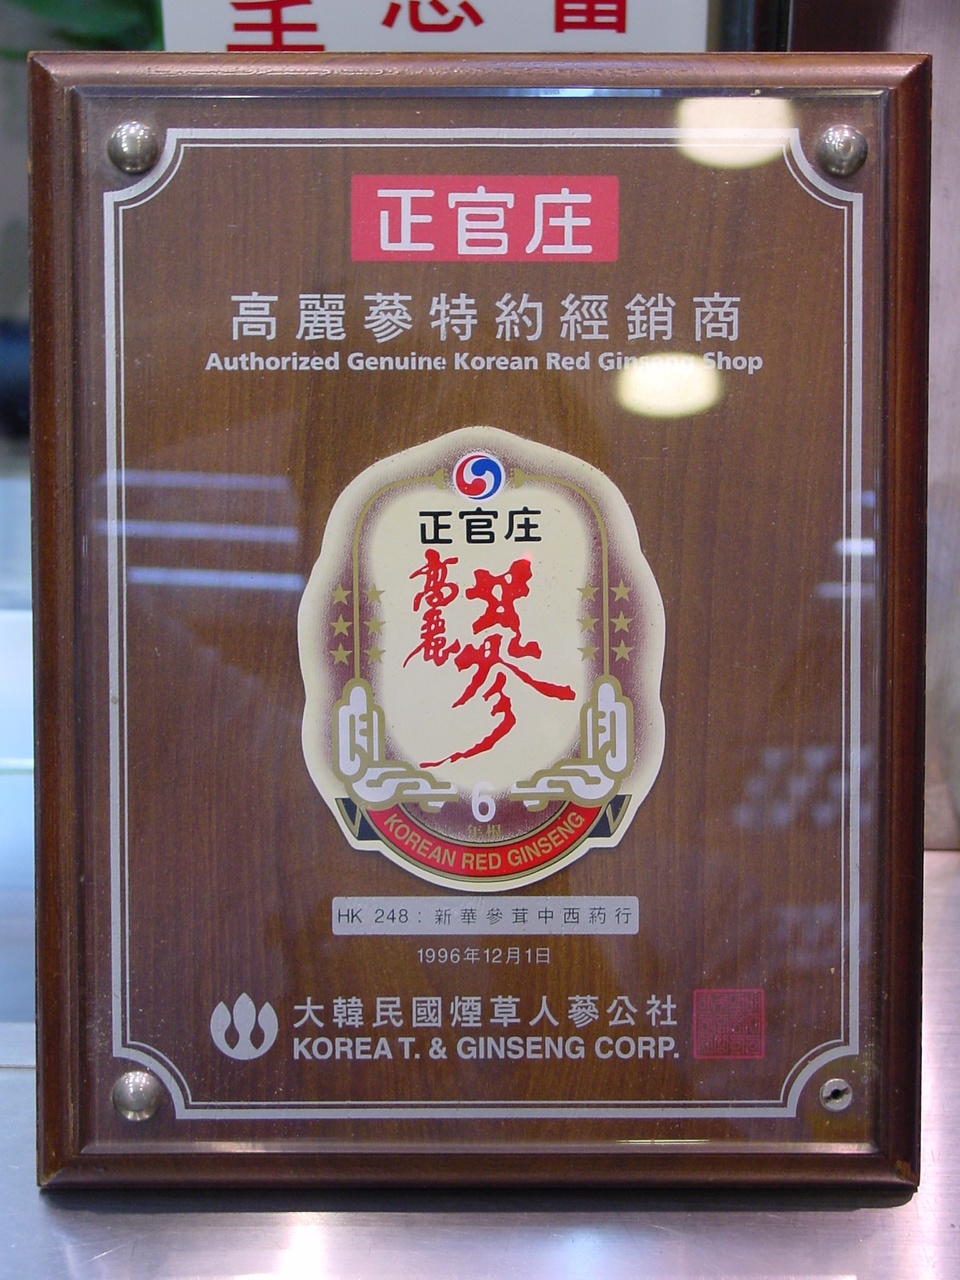 正官庄
高麗蔘特約經銷商
Authorized Genuine Korean Red Ginseng Shop
正官庄
高麗蔘
6
年根
KOREAN RED GINSENG
HK 248：新華參茸中西葯行
1996年12月1日
大韓民國煙草人蔘公社
KOREA T. & GINSENG CORP.